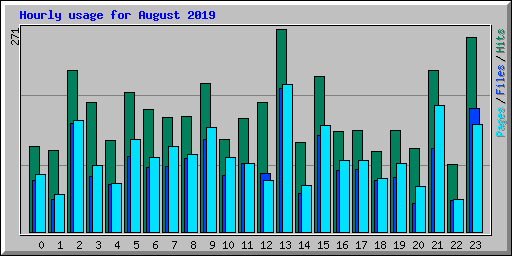 Hourly usage for August 2019
271
Pages/Files/Hits
0 1 2 3 4 5 6 7 8 9 10 11 12 13 14 15 16 17 18 19 20 21 22 23